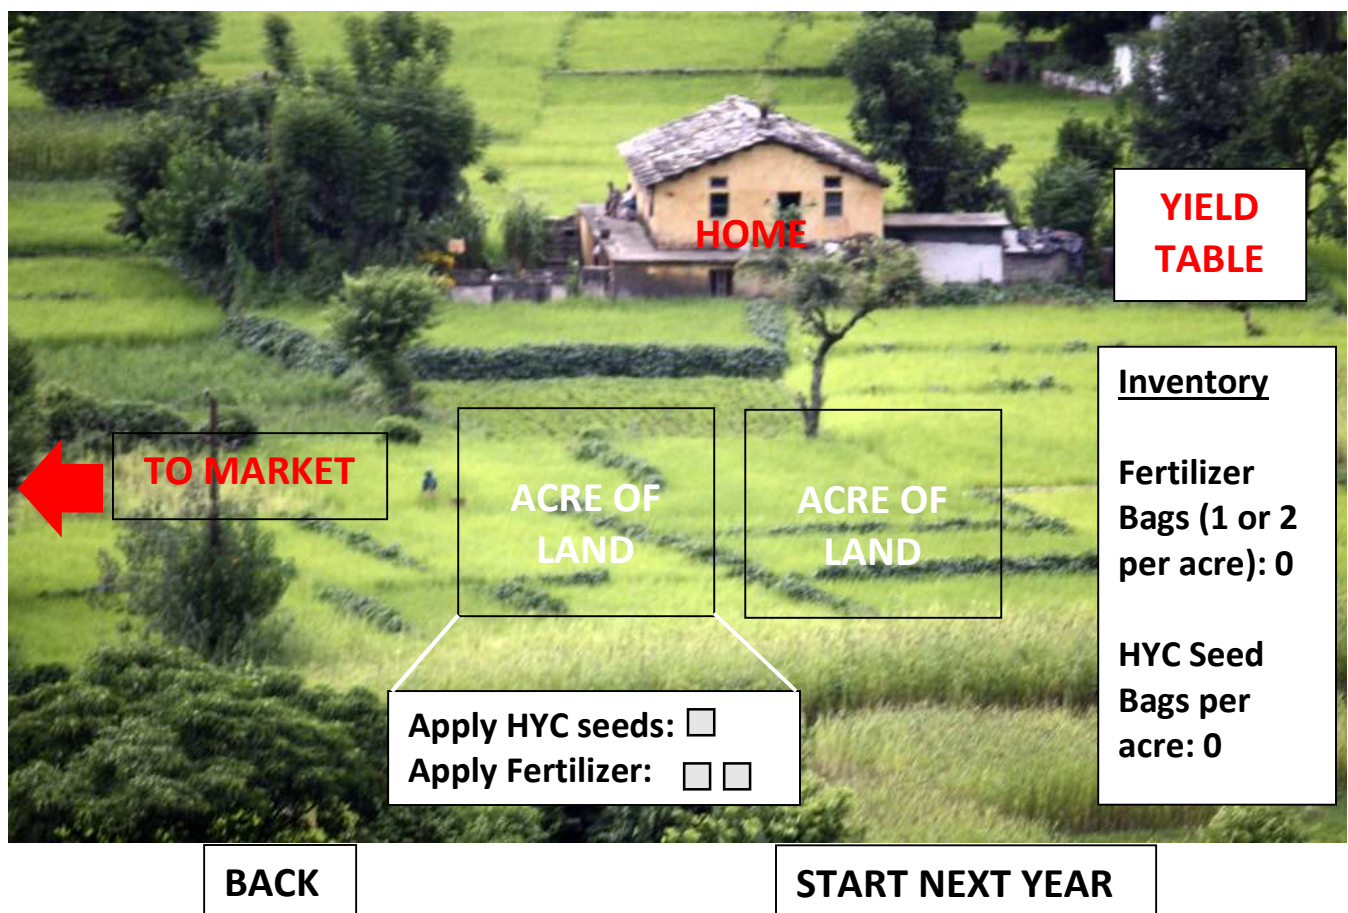 HOME
YIELD
TABLE
Inventory
Fertilizer
Bags (1 or 2
per acre): 0
HYC Seed
Bags per
acre: 0
TO MARKET
ACRE OF
LAND
ACRE OF
LAND
Apply HYC seeds:
Apply Fertilizer:
BACK
START NEXT YEAR